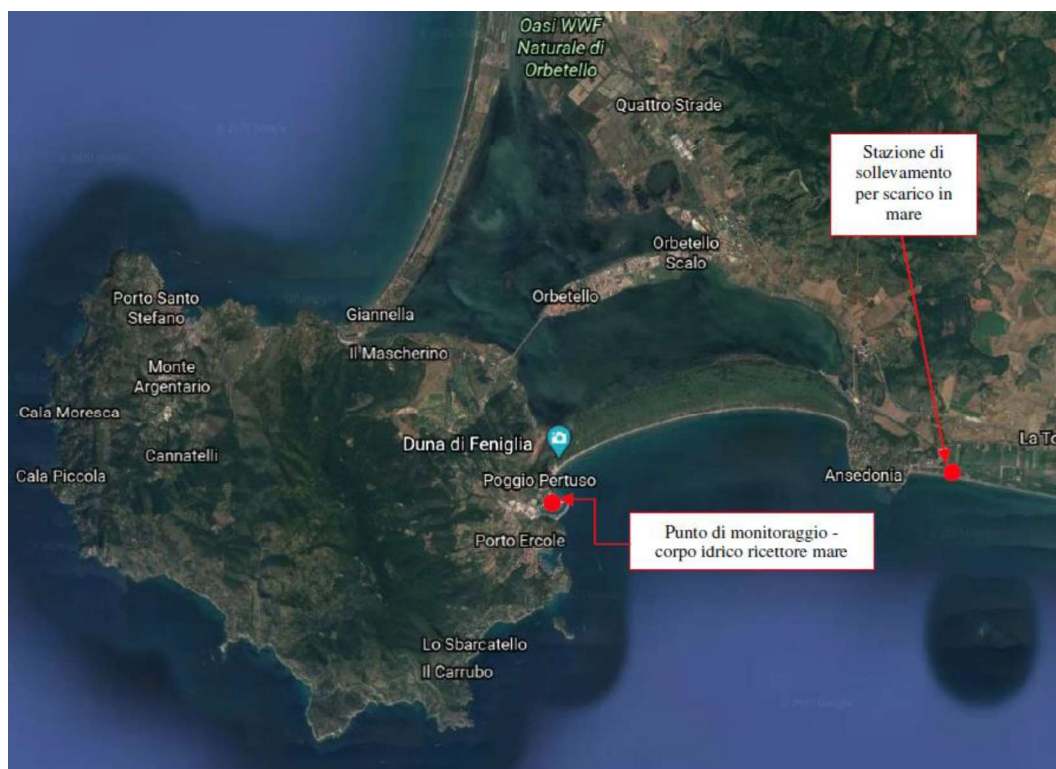 Oasi WWF
Naturale di
Orbetello
Quattro Strade
Stazione di
sollevamento
per scarico in
mare
Orbetello
Scalo
Porto Santo
Stefano
Giannella
Orbetello
Il Mascherino
Monte
Argentario
Cala Moresca
Cannatelli
Duna di Feniglia
La To
Cala Piccola
Poggio Pertuso
Ansedonia
Punto di monitoraggio -
corpo idrico ricettore mare
Porto Ercole
Lo Sbarcatello
Il Carrubo